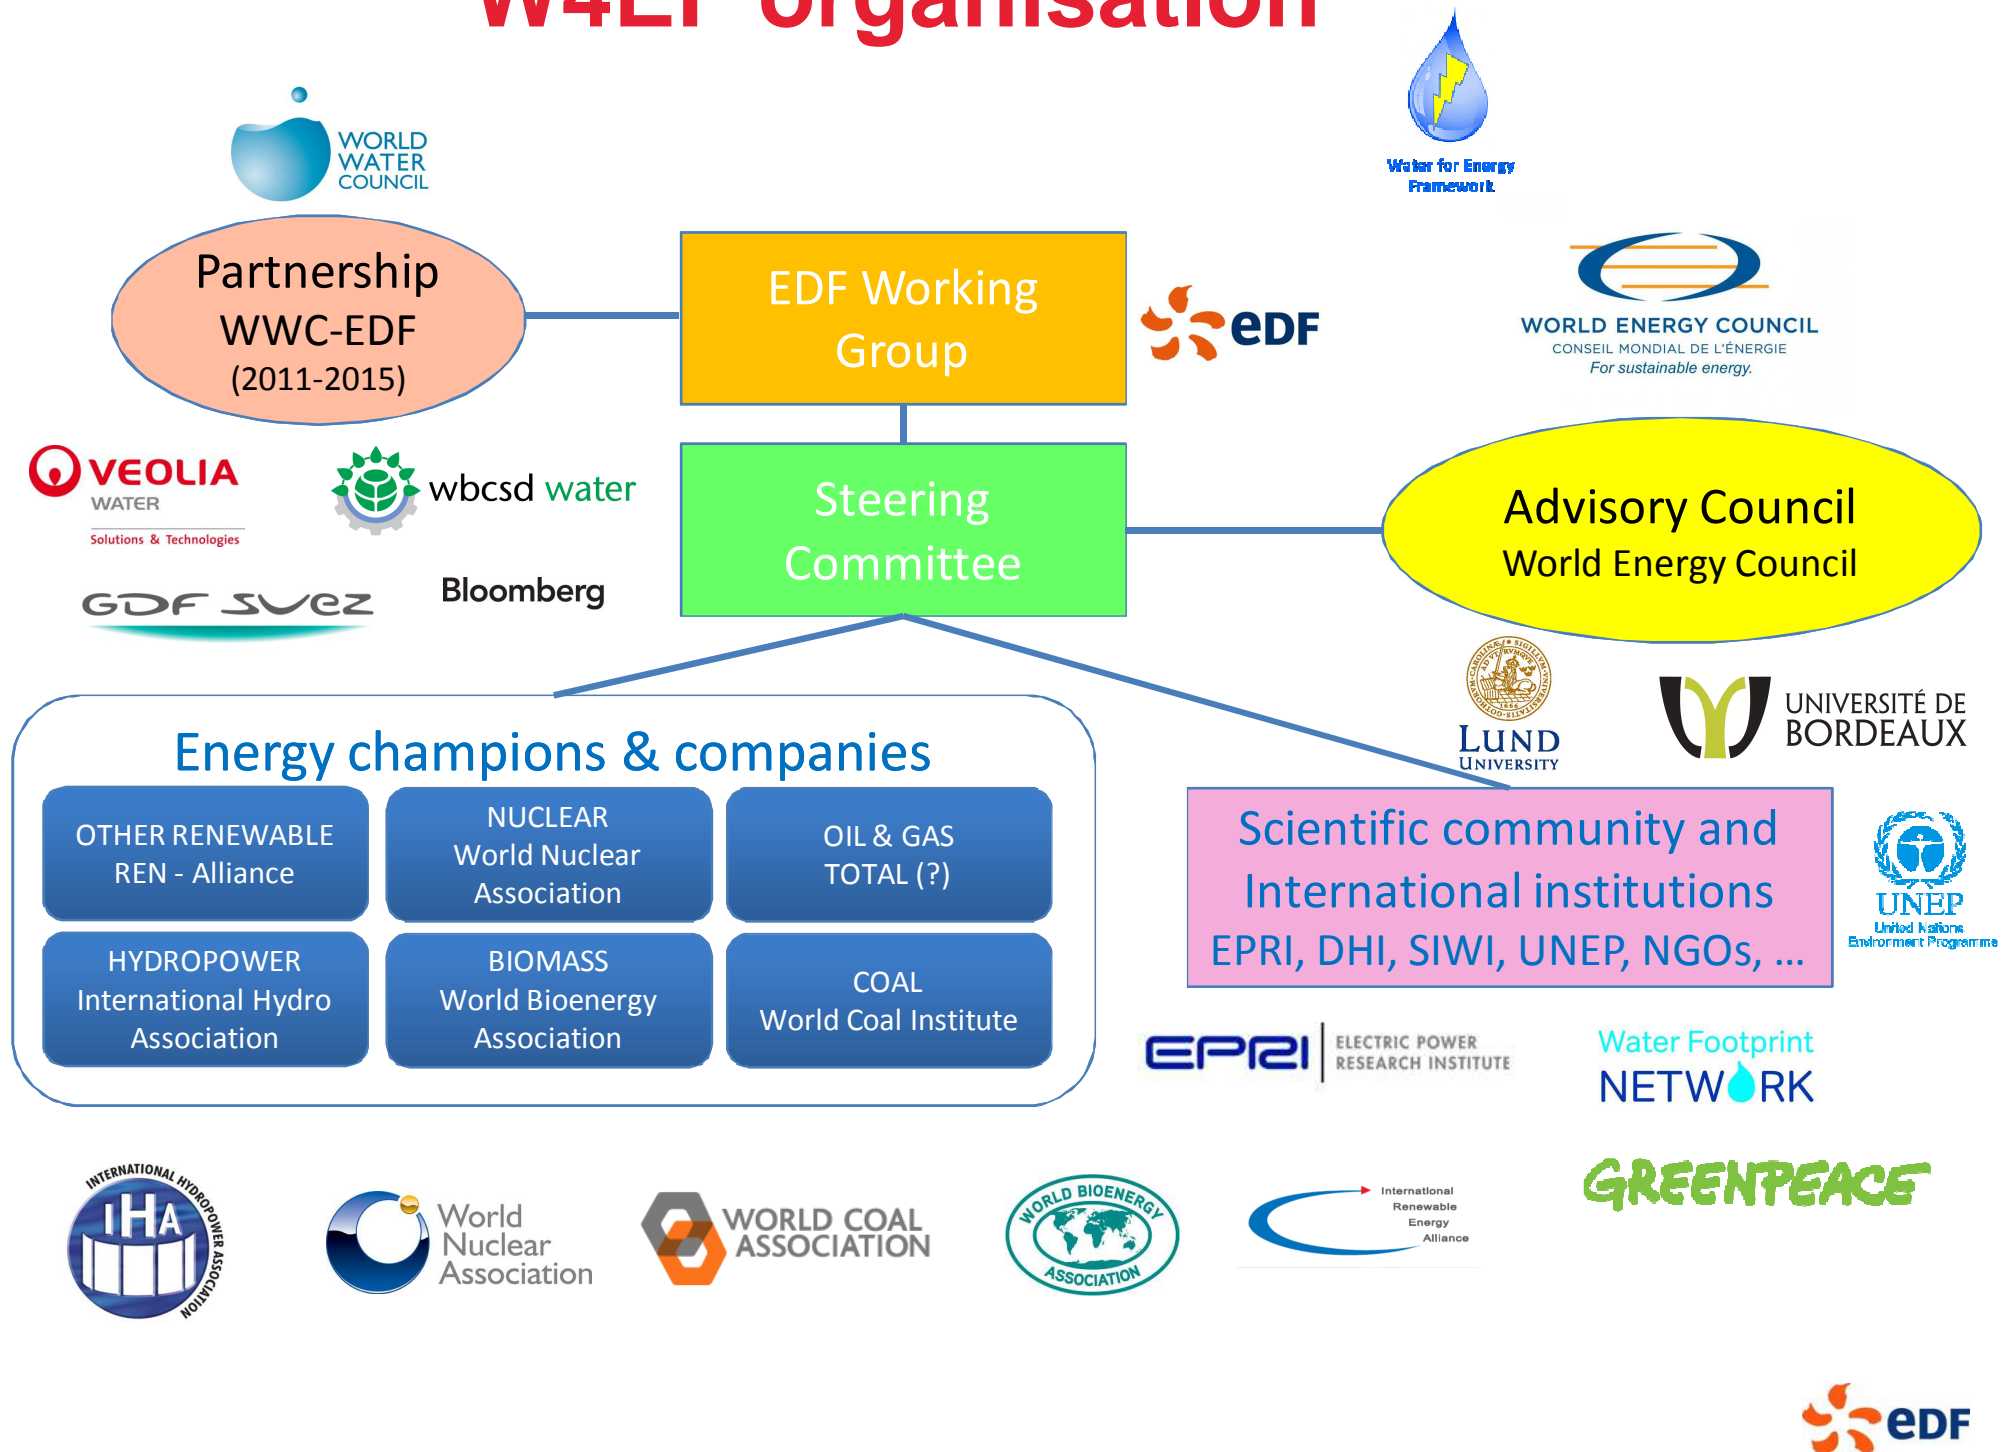 W4EF organisation
WORLD
WATER
COUNCIL
Water for Energy
Framework
Partnership
WWC-EDF
(2011-2015)
EDF Working
Group
eDF
WORLD ENERGY COUNCIL
CONSEIL MONDIAL DE L'ÉNERGIE
For sustainable energy.
VEOLIA
WATER
Solutions & Technologies
wbcsd water
GDF SUEZ
Bloomberg
Steering
Committee
Advisory Council
World Energy Council
LUND
UNIVERSITY
UNIVERSITÉ DE
BORDEAUX
Energy champions & companies
OTHER RENEWABLE
REN - Alliance
NUCLEAR
World Nuclear
Association
OIL & GAS
TOTAL (?)
HYDROPOWER
International Hydro
Association
BIOMASS
World Bioenergy
Association
COAL
World Coal Institute
Scientific community and
International institutions
EPRI, DHI, SIWI, UNEP, NGOs, ...
UNEP
United Nations
Environment Programme
EPRI
ELECTRIC POWER
RESEARCH INSTITUTE
Water Footprint
NETWORK
GREENPEACE
INTERNATIONAL HYDROPOWER ASSOCIATION
IHA
World
Nuclear
Association
WORLD COAL
ASSOCIATION
WORLD BIOENERGY
ASSOCIATION
International
Renewable
Energy
Alliance
eDF